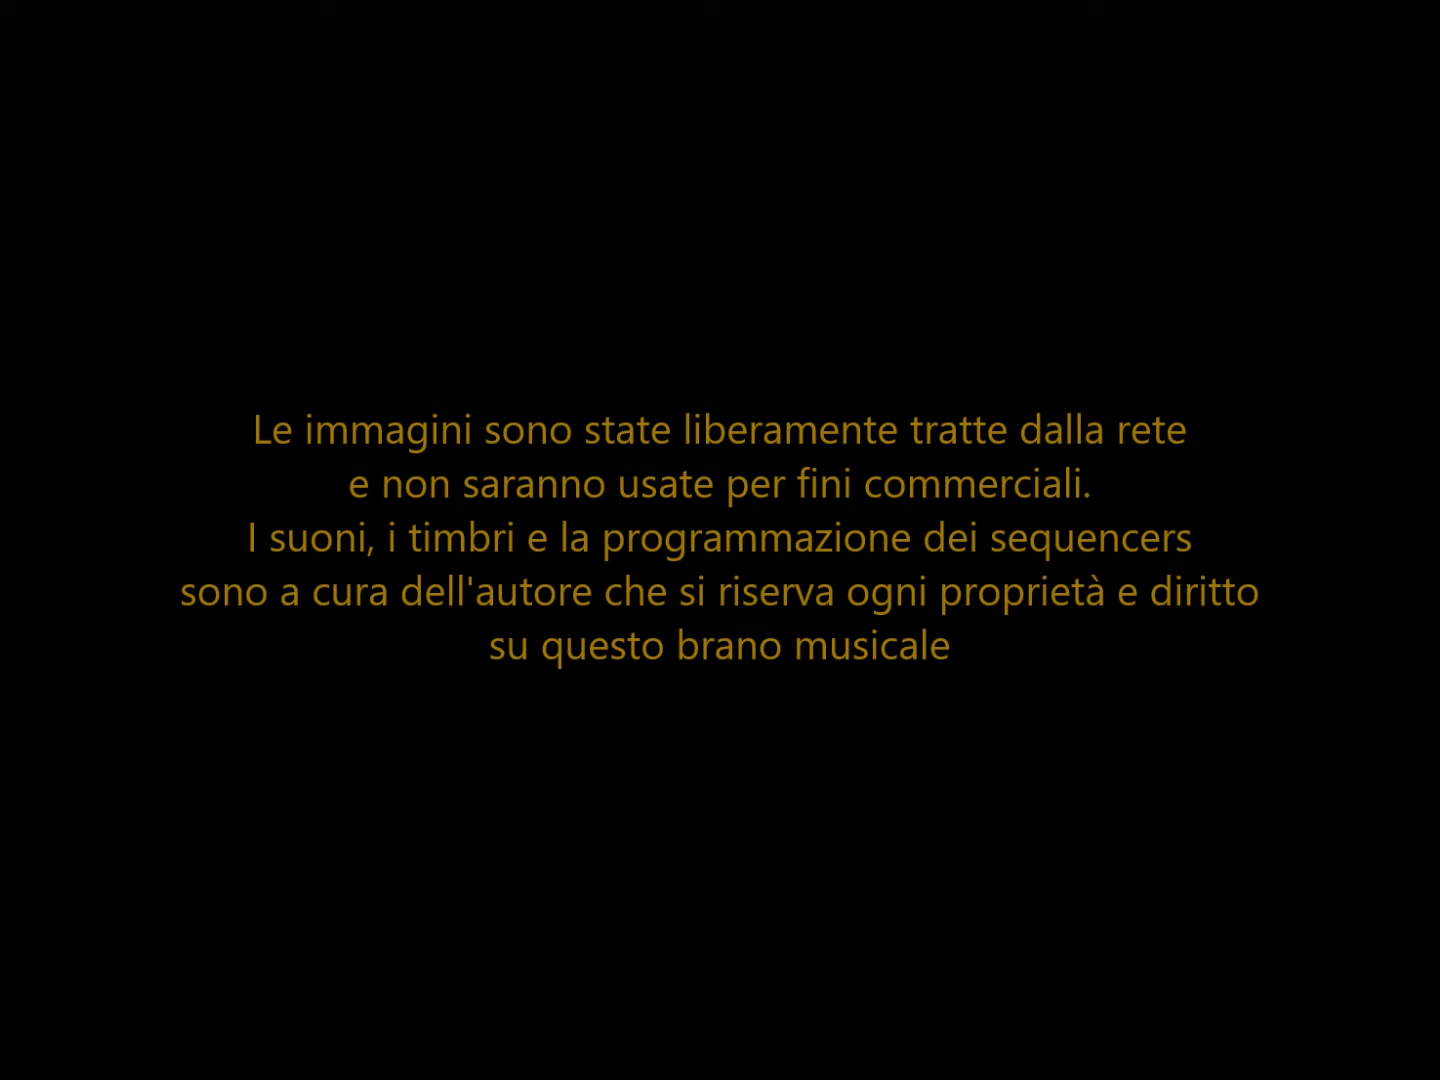 Le immagini sono state liberamente tratte dalla rete
e non saranno usate per fini commerciali.
I suoni, i timbri e la programmazione dei sequencers
sono a cura dell'autore che si riserva ogni proprietà e diritto
su questo brano musicale